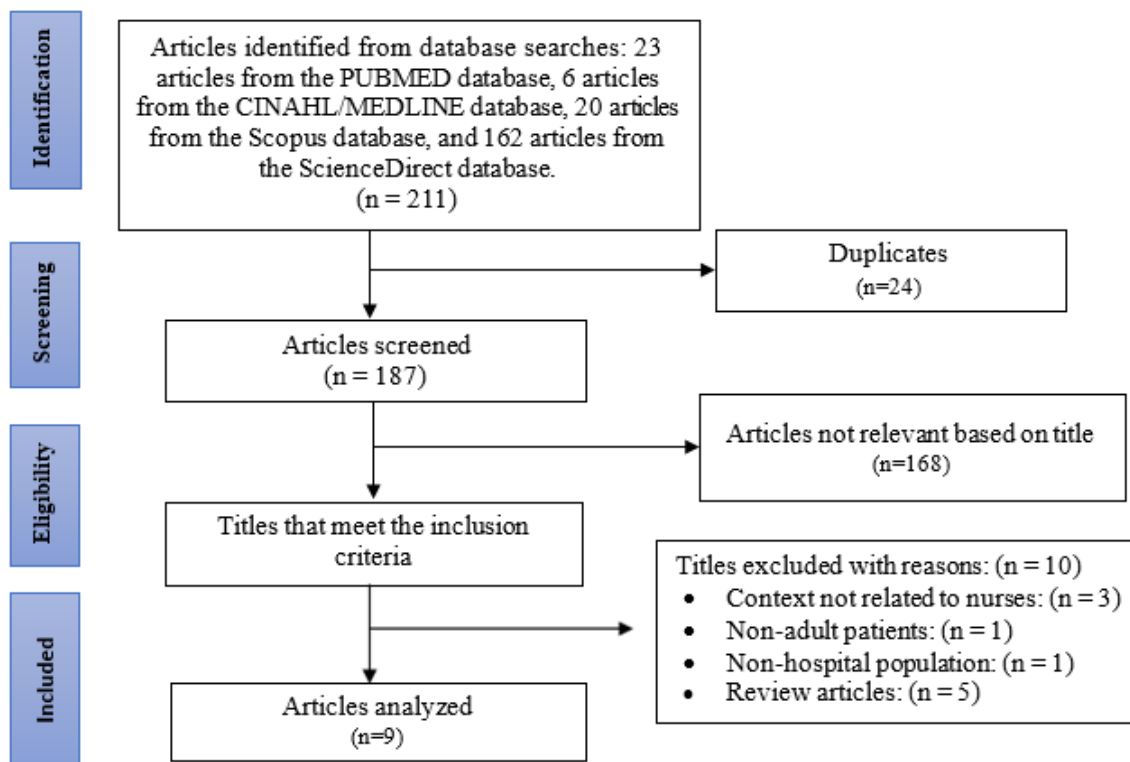 Identification
Articles identified from database searches: 23
articles from the PUBMED database, 6 articles
from the CINAHL/MEDLINE database, 20 articles
from the Scopus database, and 162 articles from
the ScienceDirect database.
(n = 211)
Screening
Duplicates
(n=24)
Articles screened
(n = 187)
Eligibility
Articles not relevant based on title
(n=168)
Titles that meet the inclusion
criteria
Titles excluded with reasons: (n = 10)
• Context not related to nurses: (n = 3)
• Non-adult patients: (n = 1)
• Non-hospital population: (n = 1)
• Review articles: (n = 5)
Included
Articles analyzed
(n=9)